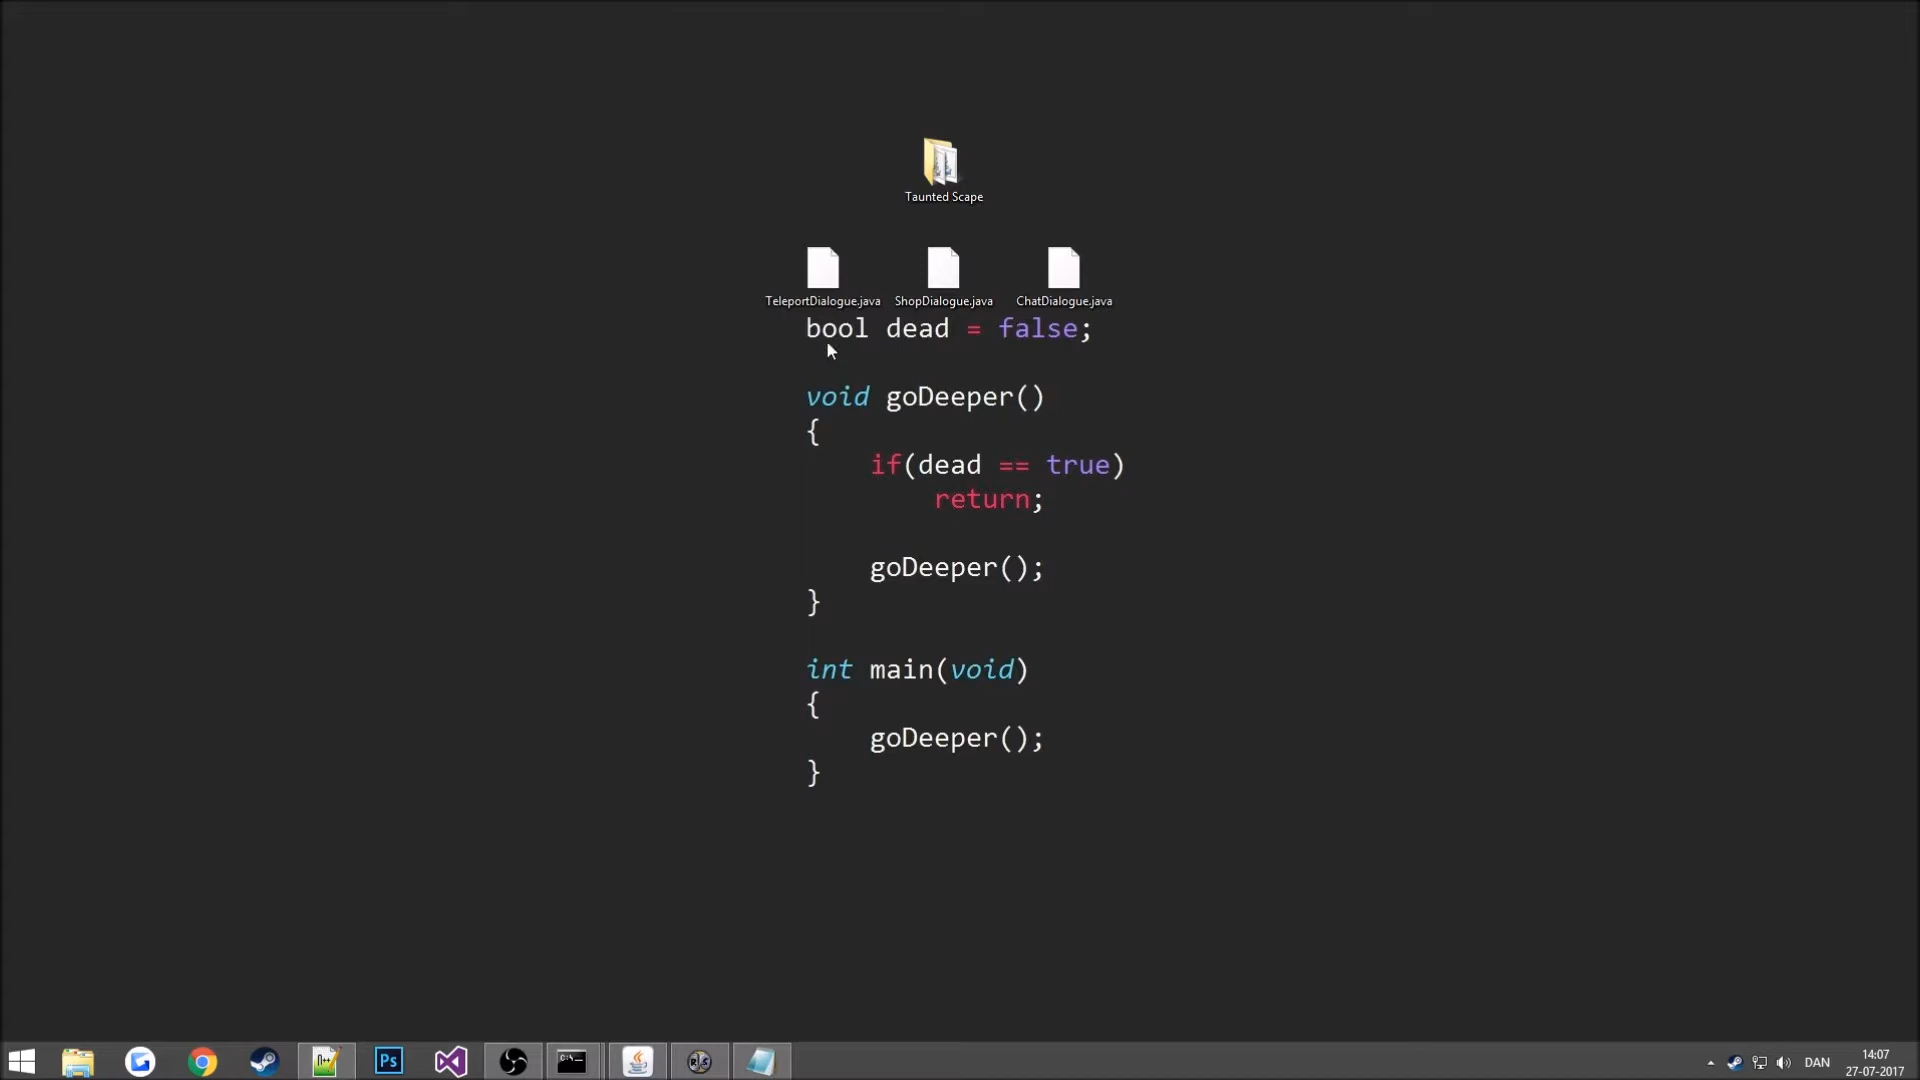 Taunted Scape
TeleportDialogue.java ShopDialogue.java ChatDialogue.java
bool dead = false;
void goDeeper()
{
if(dead == true)
return;
goDeeper();
}
int main(void)
{
goDeeper();
}
Ps
DAN
14:07
27-07-2017